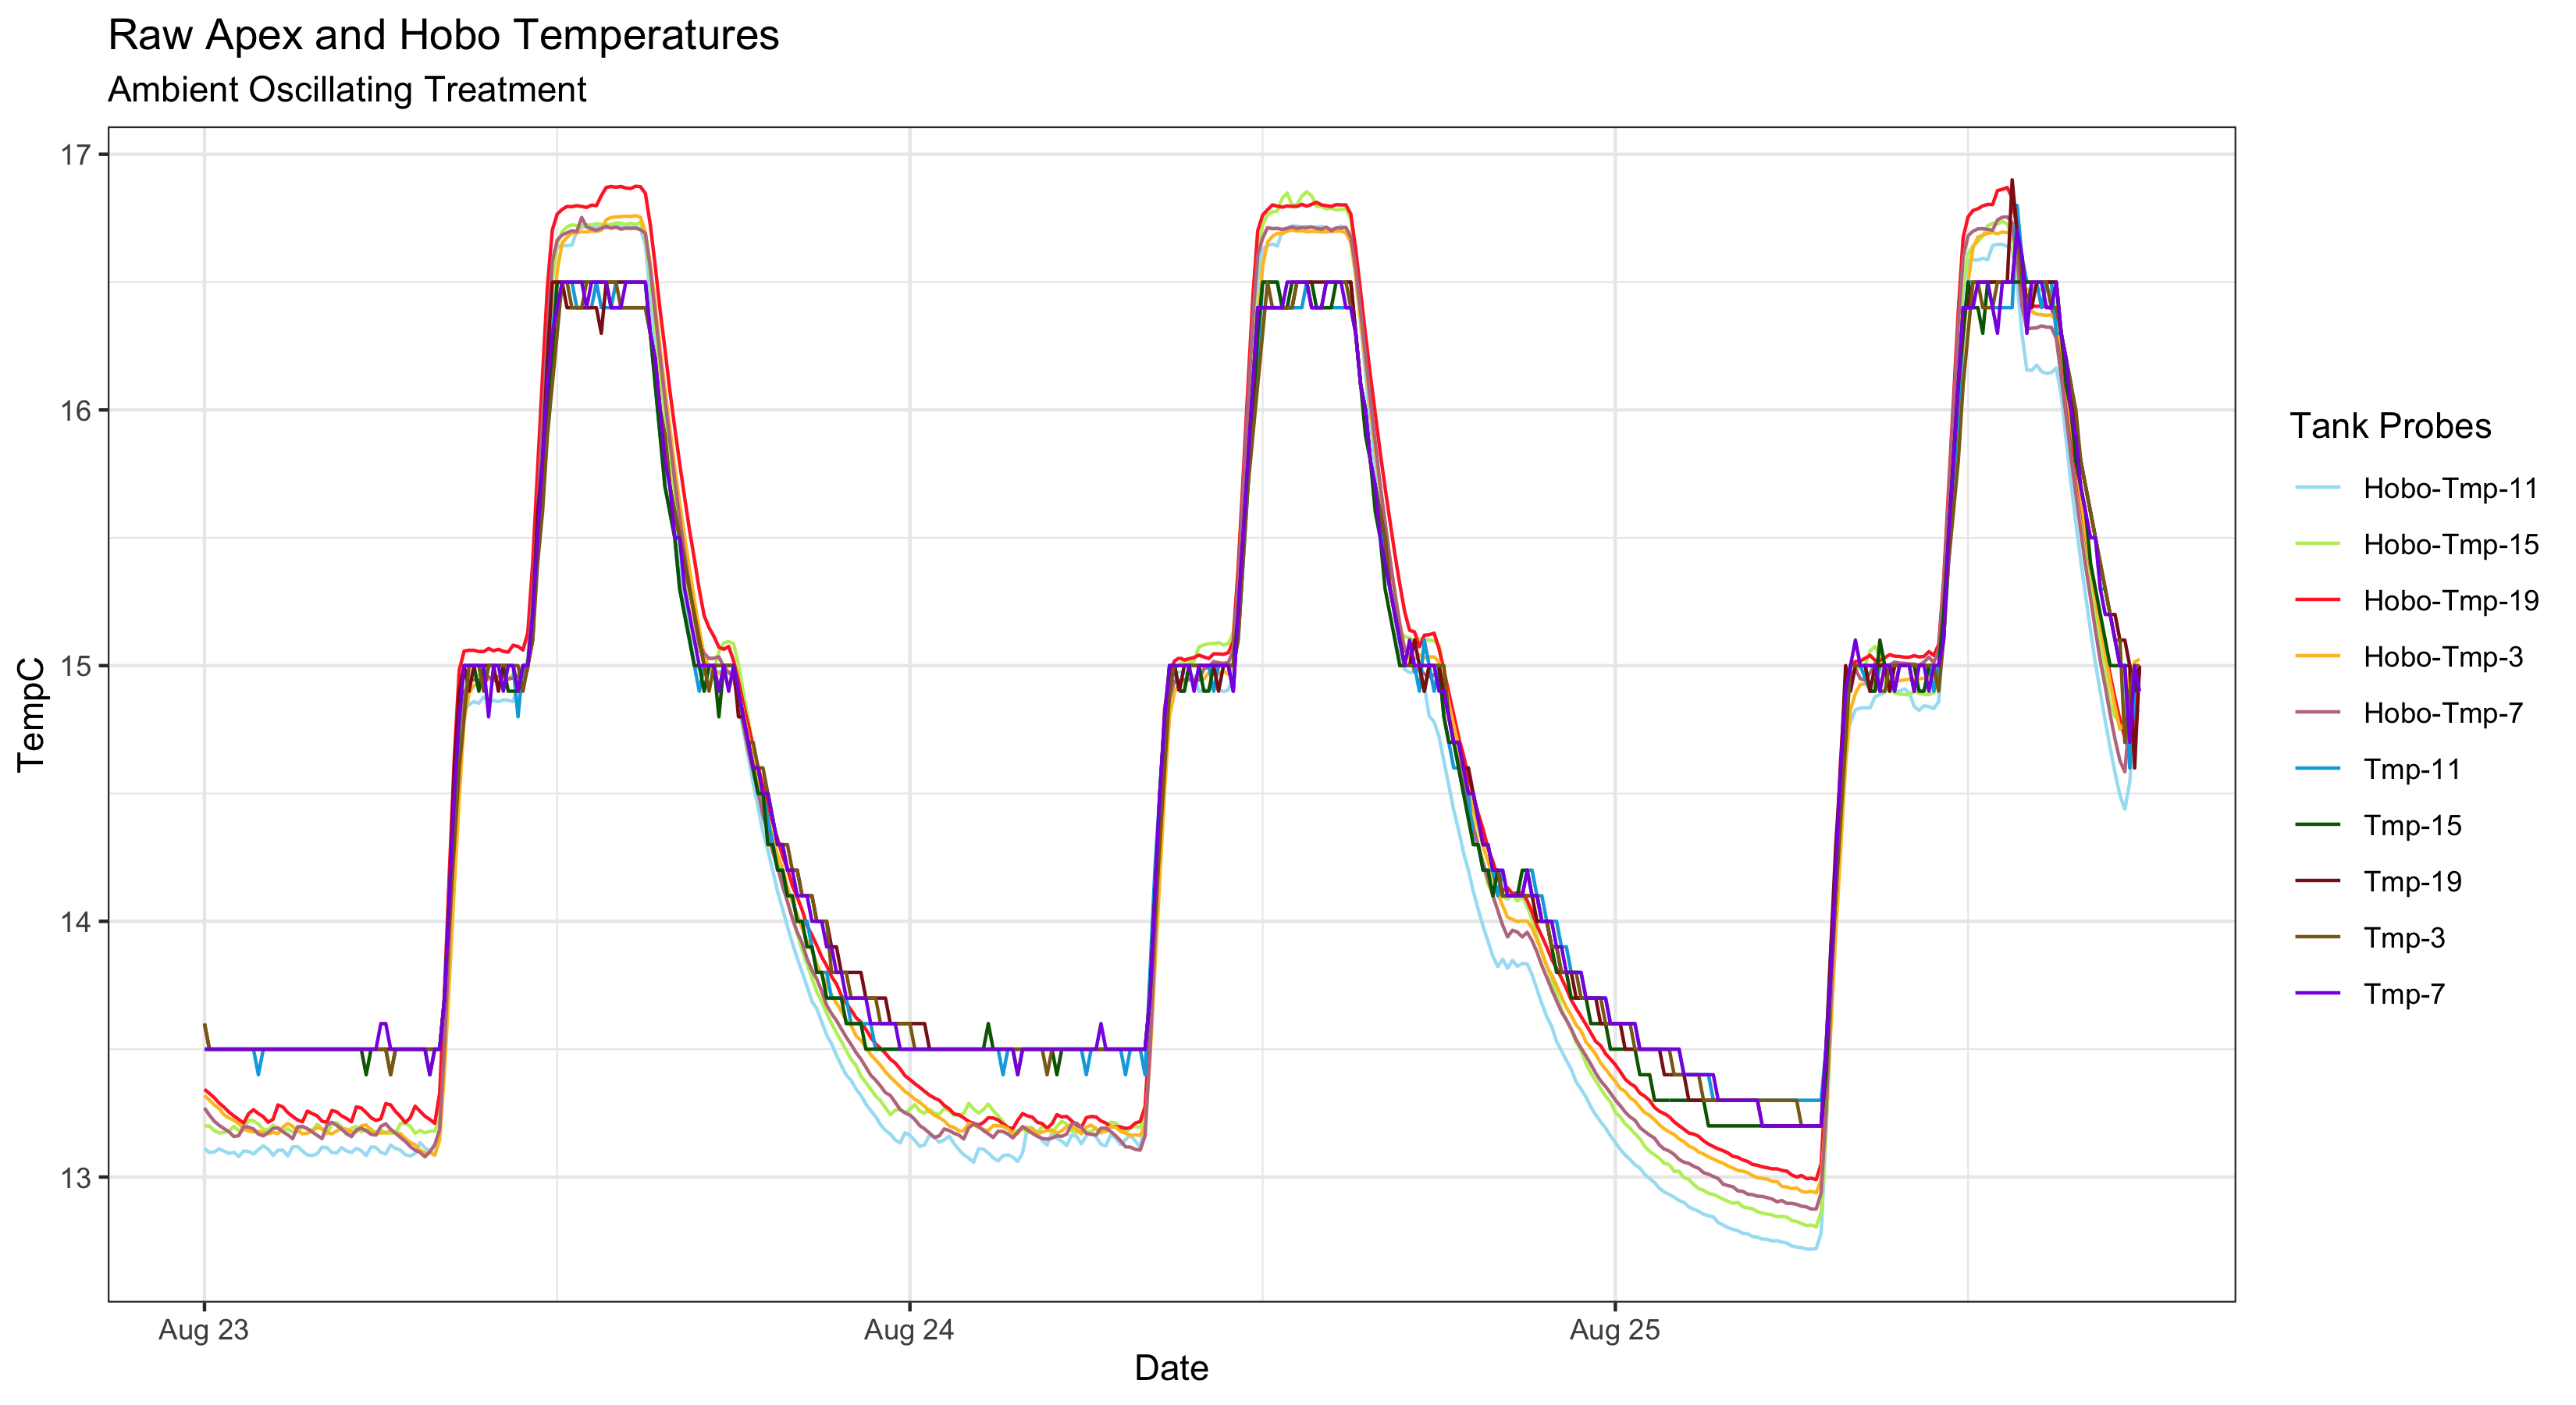 Raw Apex and Hobo Temperatures
Ambient Oscillating Treatment
17
16
15
14
13
TempC
Aug 23
Aug 24
Aug 25
Date
Tank Probes
Hobo-Tmp-11
Hobo-Tmp-15
Hobo-Tmp-19
Hobo-Tmp-3
Hobo-Tmp-7
Tmp-11
Tmp-15
Tmp-19
Tmp-3
Tmp-7